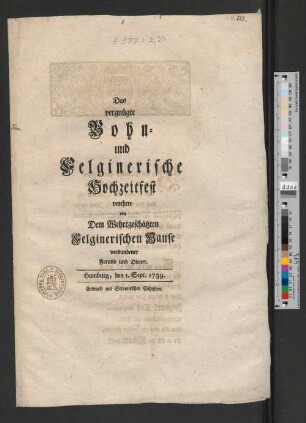 Das
vergnügte
Bohn-
und
Felginerische
Hochzeitfest
verehrte
ein
Dem Wehrtgeschätzten
Felginerischen Hause
verbundener
Freund und Diener.
Hamburg, den 1. Sept. 1739.
Gedruckt mit Stromerschen Schriften.